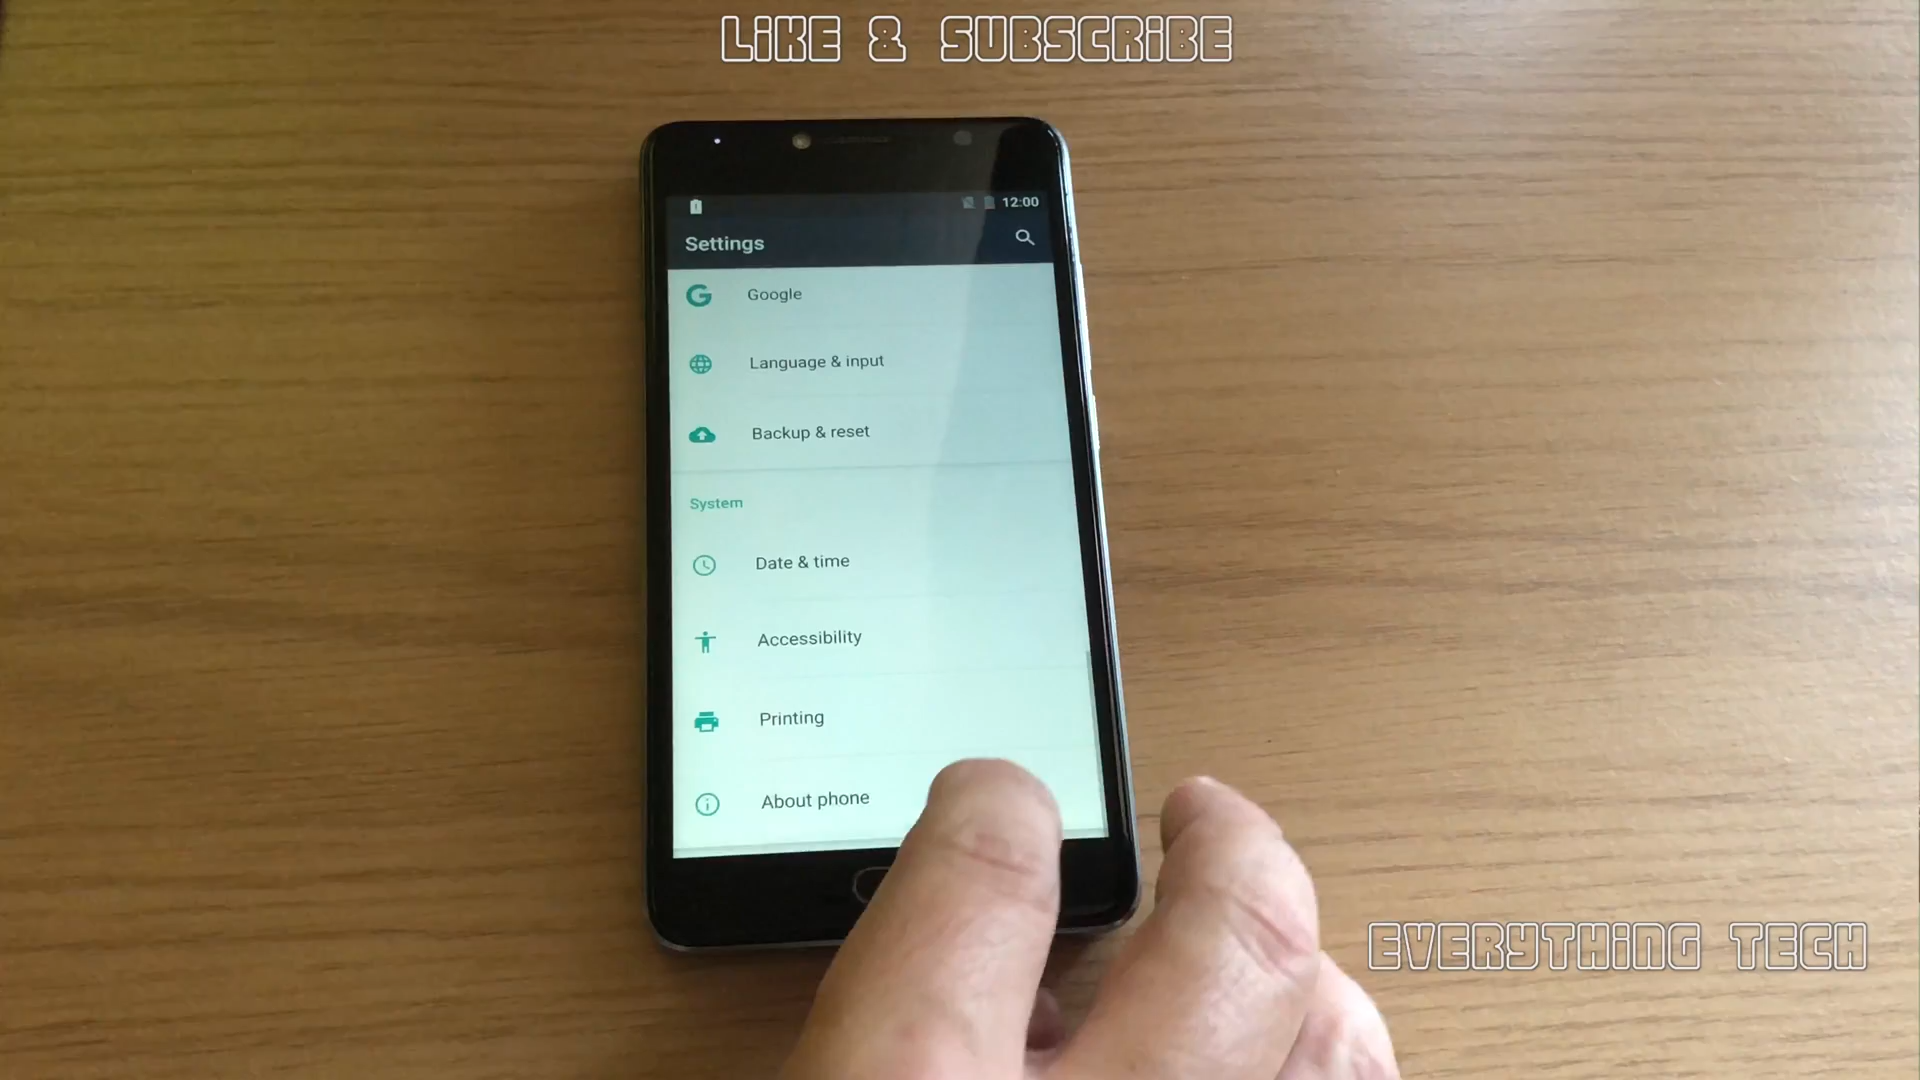 LiKE & SUBSCRiBE
12:00
Settings
Google
Language & input
Backup & reset
System
Date & time
Accessibility
Printing
About phone
EVERYTHiNG TECH